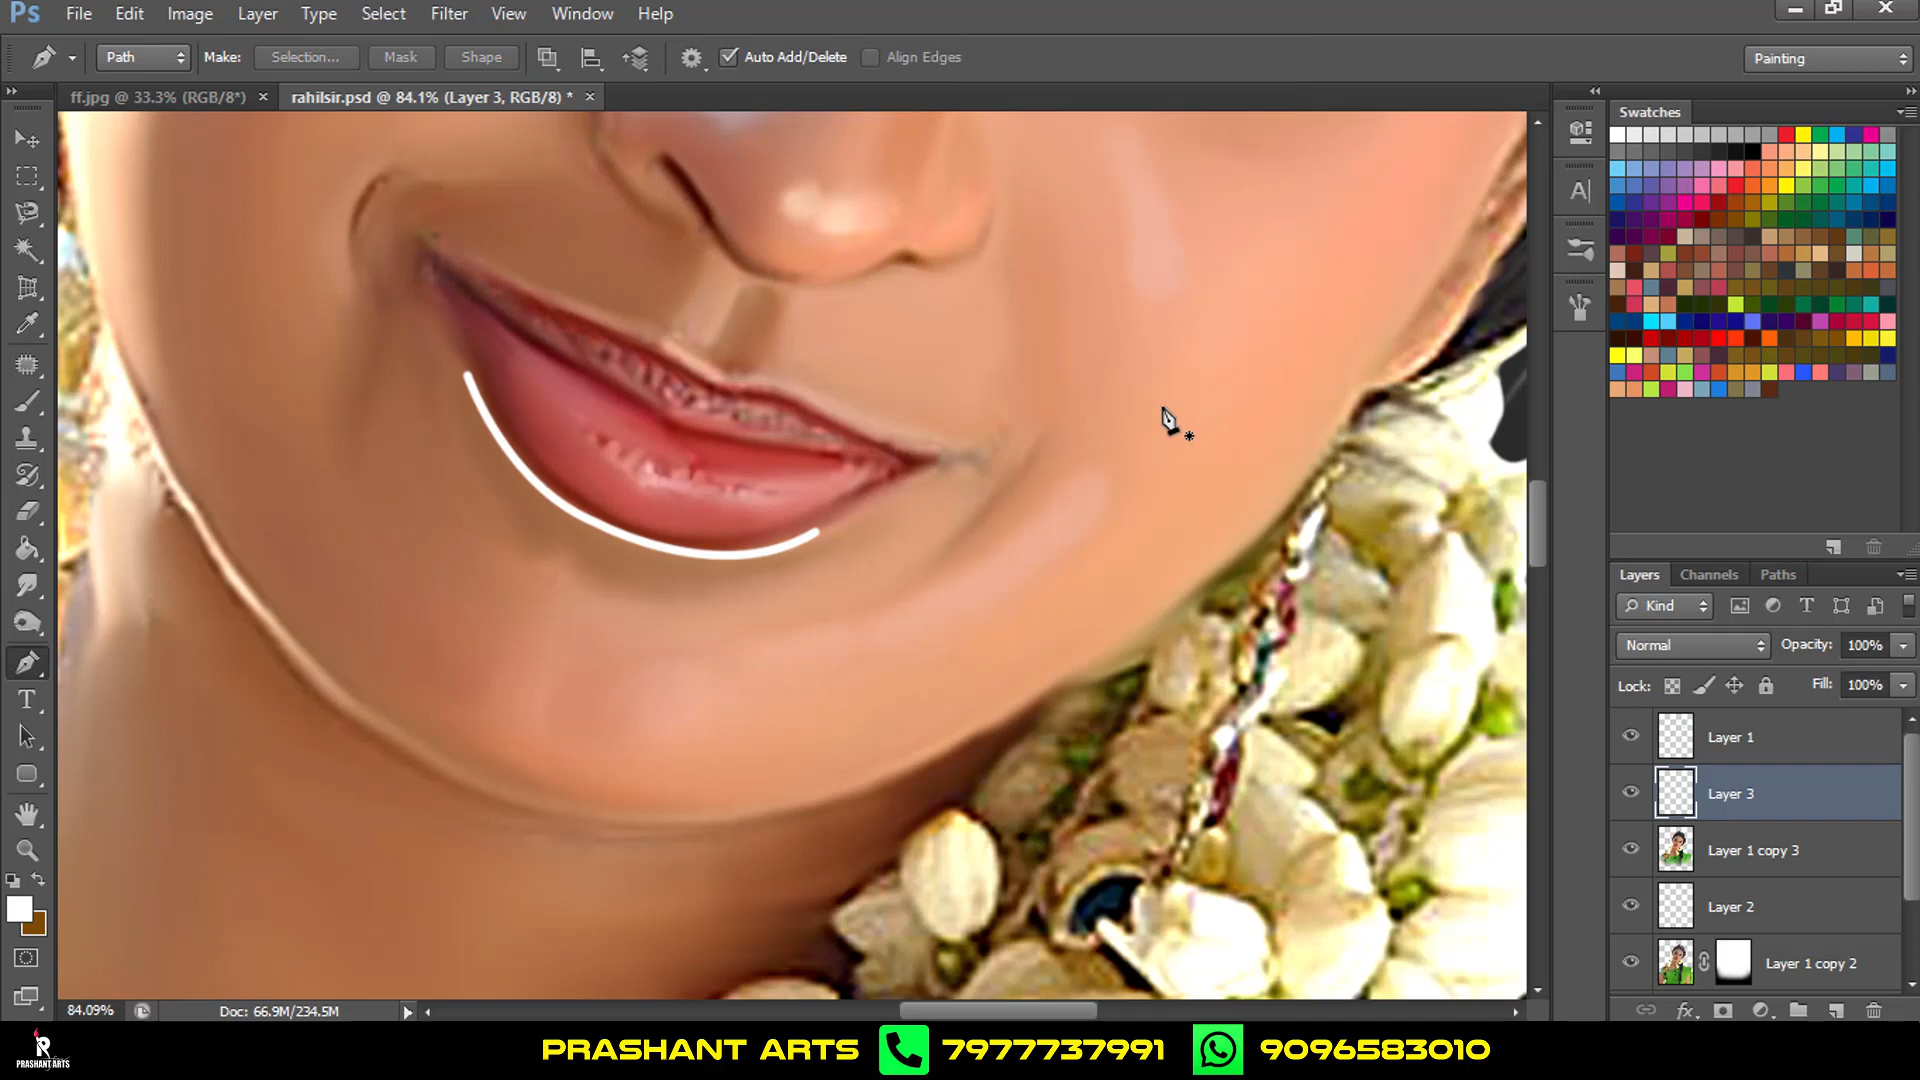 Ps File Edit Image Layer Type Select Filter View Window Help
Path Make: Selection... Mask Shape Auto Add/Delete Align Edges Painting
ff.jpg @ 33.3% (RGB/8*) × rahilsir.psd @ 84.1% (Layer 3, RGB/8) * ×
Swatches
Layers Channels Paths
Kind
Normal Opacity: 100%
Lock: Fill: 100%
Layer 1
Layer 3
Layer 1 copy 3
Layer 2
Layer 1 copy 2
84.09% Doc: 66.9M/234.5M
PRASHANT ARTS
PRASHANT ARTS 7977737991 9096583010